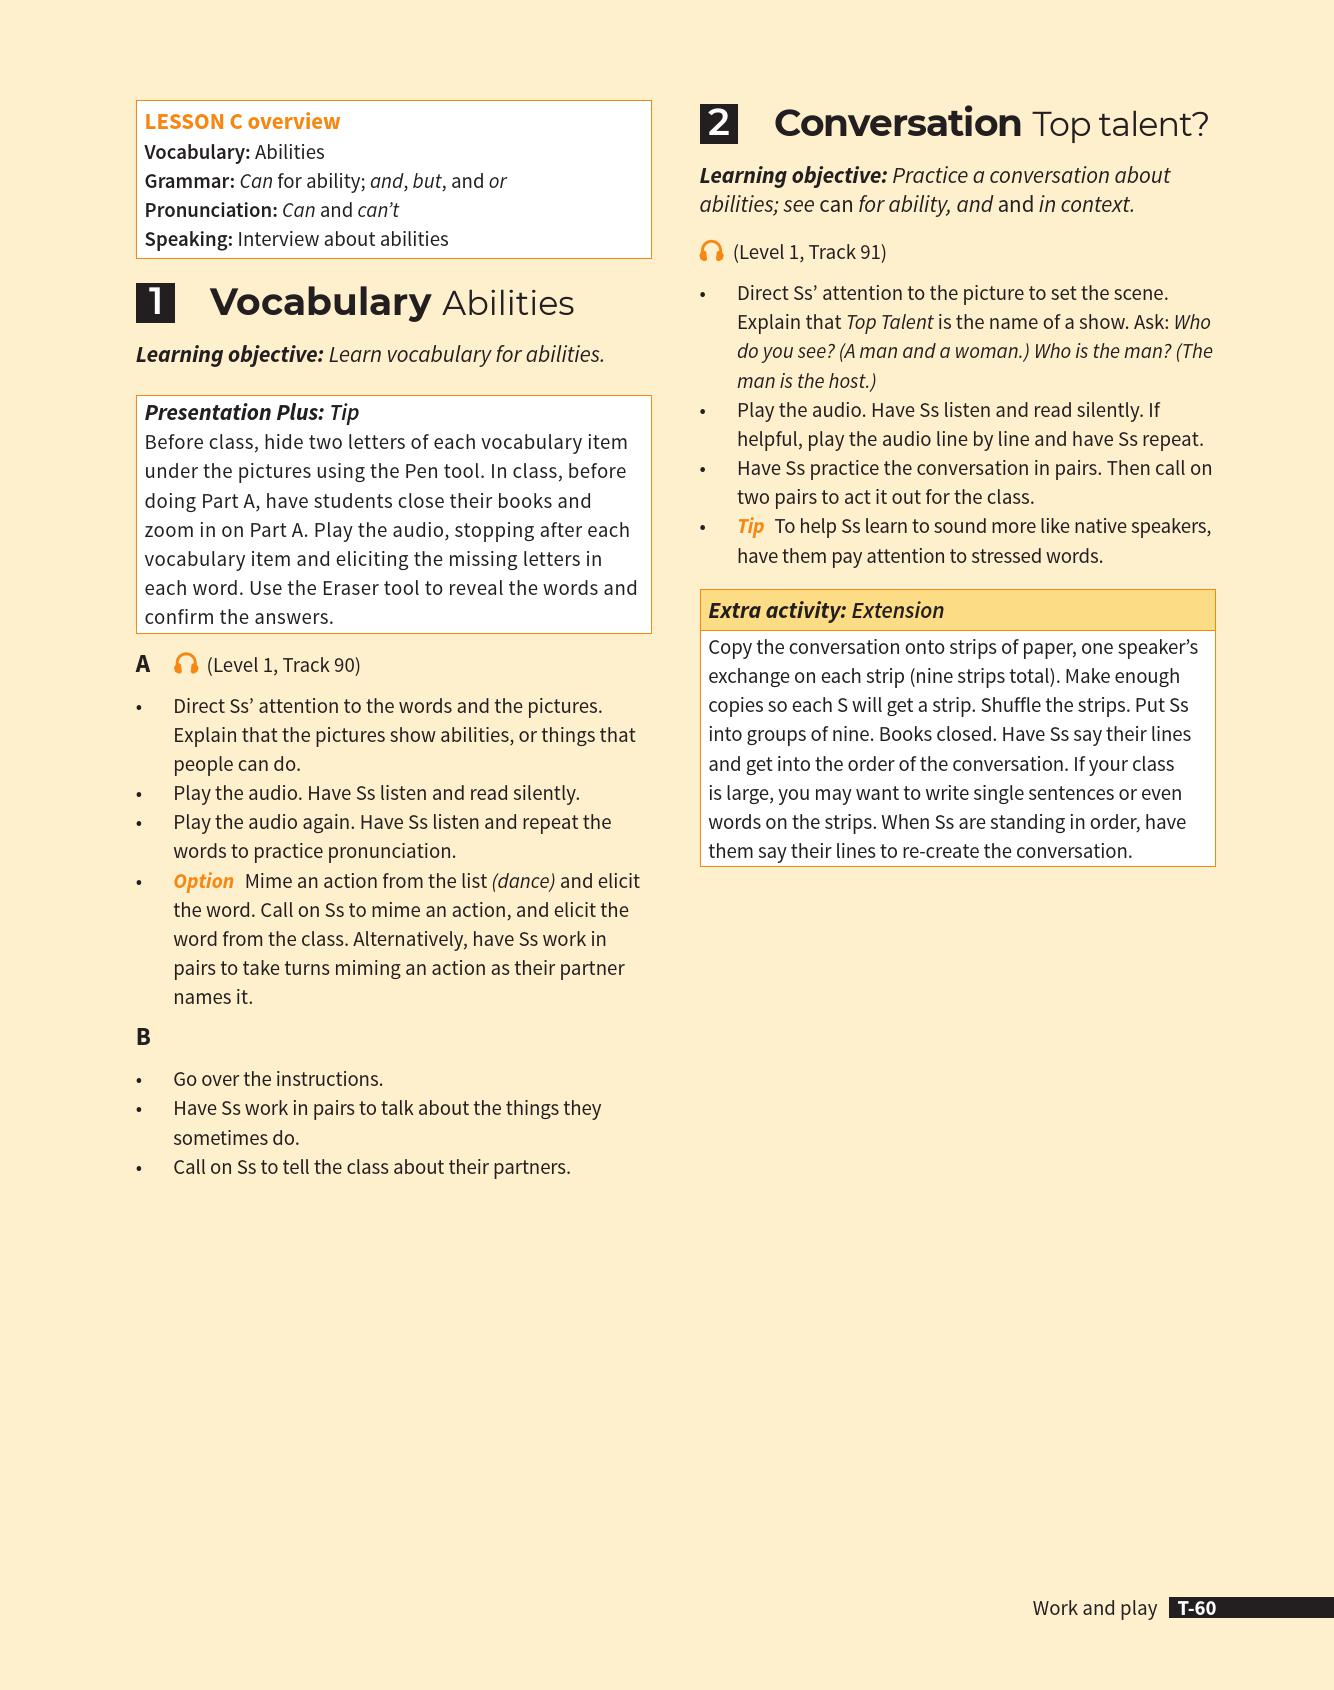 LESSON C overview
Vocabulary: Abilities
Grammar: Can for ability; and, but, and or
Pronunciation: Can and can’t
Speaking: Interview about abilities
1 Vocabulary Abilities
Learning objective: Learn vocabulary for abilities.
Presentation Plus: Tip
Before class, hide two letters of each vocabulary item
under the pictures using the Pen tool. In class, before
doing Part A, have students close their books and
zoom in on Part A. Play the audio, stopping after each
vocabulary item and eliciting the missing letters in
each word. Use the Eraser tool to reveal the words and
confirm the answers.
A (Level 1, Track 90)
• Direct Ss’ attention to the words and the pictures.
Explain that the pictures show abilities, or things that
people can do.
• Play the audio. Have Ss listen and read silently.
• Play the audio again. Have Ss listen and repeat the
words to practice pronunciation.
• Option Mime an action from the list (dance) and elicit
the word. Call on Ss to mime an action, and elicit the
word from the class. Alternatively, have Ss work in
pairs to take turns miming an action as their partner
names it.
B
• Go over the instructions.
• Have Ss work in pairs to talk about the things they
sometimes do.
• Call on Ss to tell the class about their partners.
2 Conversation Top talent?
Learning objective: Practice a conversation about
abilities; see can for ability, and and in context.
(Level 1, Track 91)
• Direct Ss’ attention to the picture to set the scene.
Explain that Top Talent is the name of a show. Ask: Who
do you see? (A man and a woman.) Who is the man? (The
man is the host.)
• Play the audio. Have Ss listen and read silently. If
helpful, play the audio line by line and have Ss repeat.
• Have Ss practice the conversation in pairs. Then call on
two pairs to act it out for the class.
• Tip To help Ss learn to sound more like native speakers,
have them pay attention to stressed words.
Extra activity: Extension
Copy the conversation onto strips of paper, one speaker’s
exchange on each strip (nine strips total). Make enough
copies so each S will get a strip. Shuffle the strips. Put Ss
into groups of nine. Books closed. Have Ss say their lines
and get into the order of the conversation. If your class
is large, you may want to write single sentences or even
words on the strips. When Ss are standing in order, have
them say their lines to re-create the conversation.
Work and play T-60